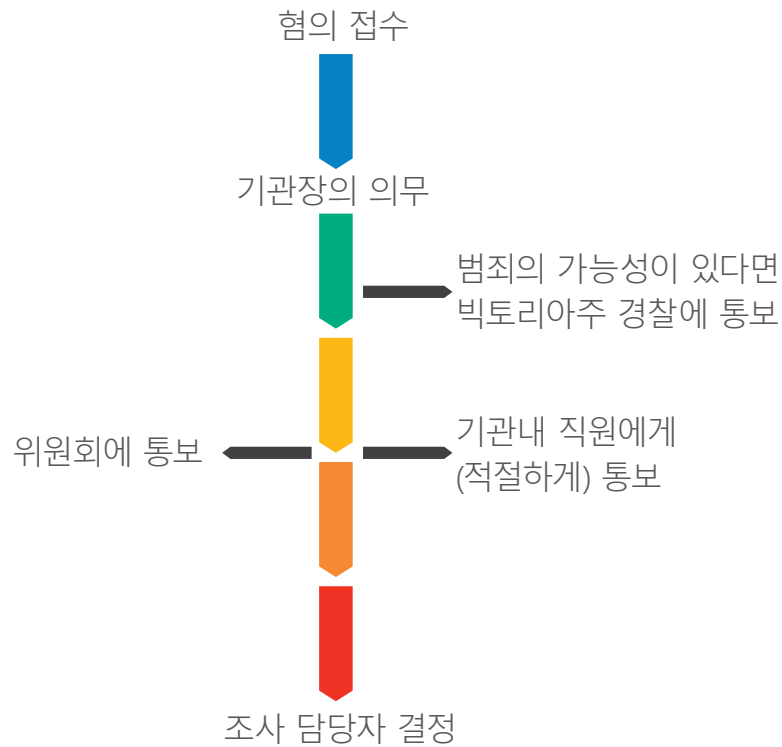 혐의 접수
기관장의 의무
범죄의 가능성이 있다면
빅토리아주 경찰에 통보
위원회에 통보
기관내 직원에게
(적절하게) 통보
조사 담당자 결정